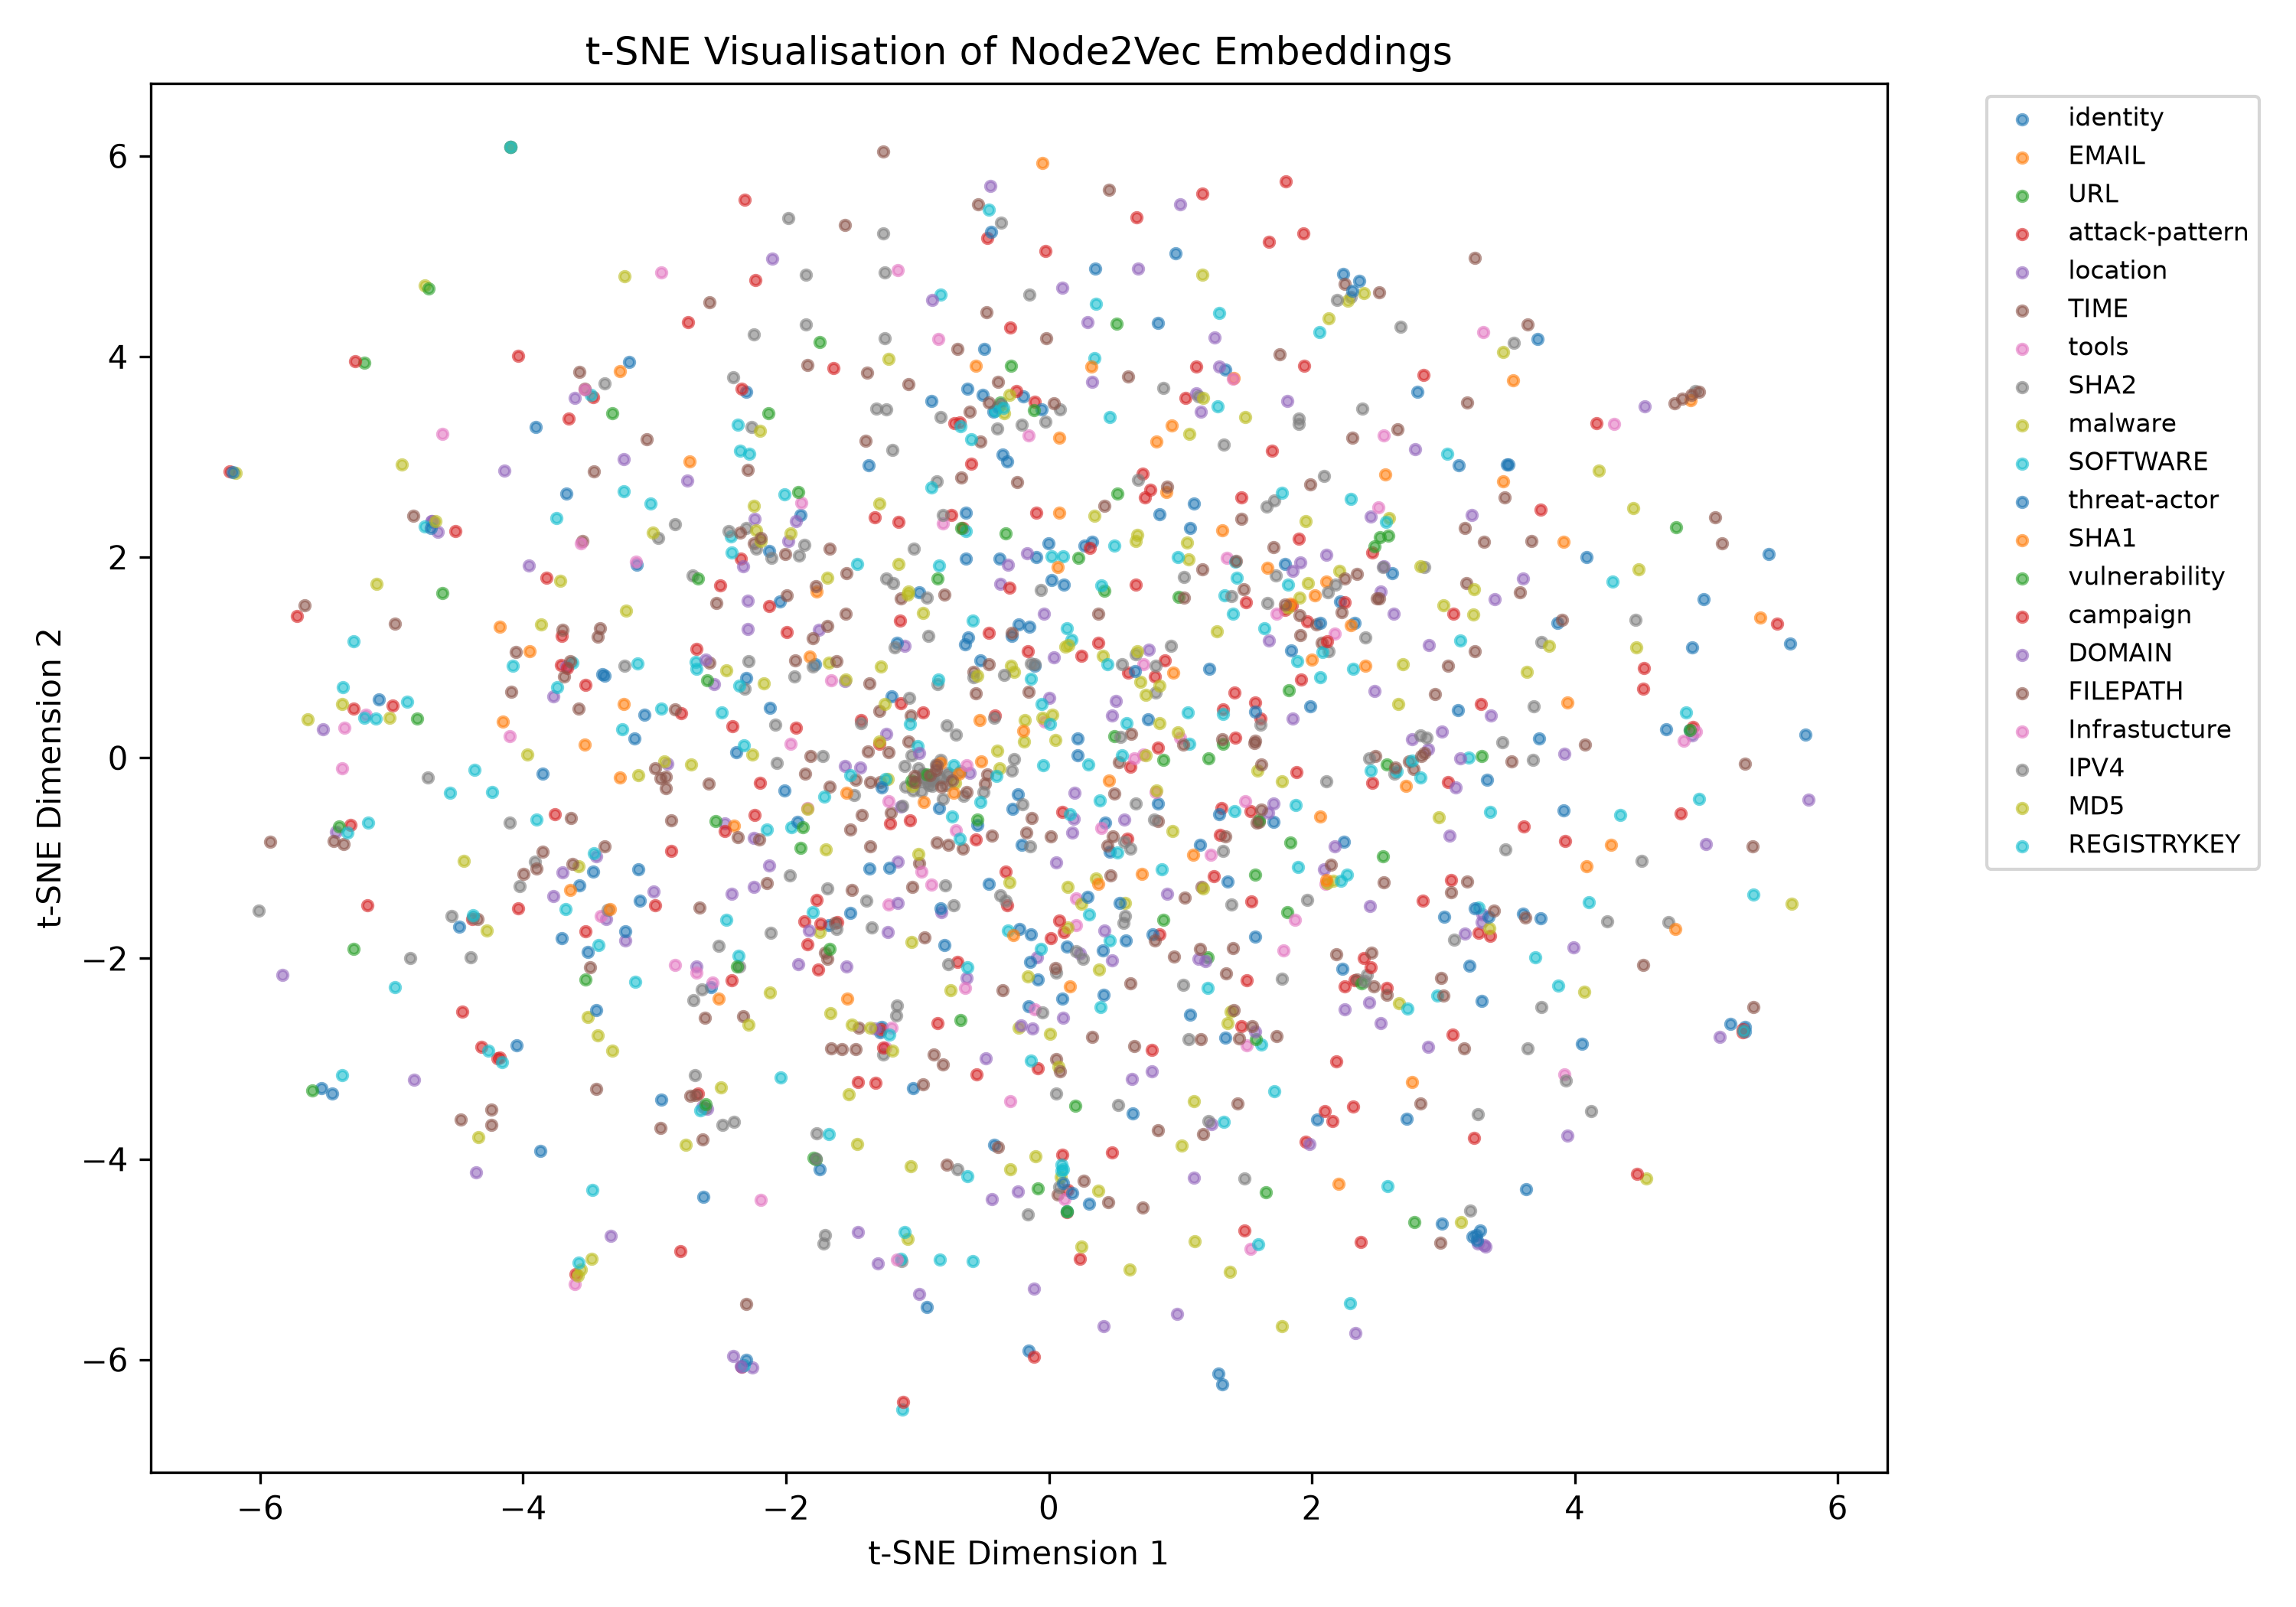 t-SNE Visualisation of Node2Vec Embeddings
6
4
2
0
−2
−4
−6
t-SNE Dimension 2
−6
−4
−2
0
2
4
6
t-SNE Dimension 1
identity
EMAIL
URL
attack-pattern
location
TIME
tools
SHA2
malware
SOFTWARE
threat-actor
SHA1
vulnerability
campaign
DOMAIN
FILEPATH
Infrastucture
IPV4
MD5
REGISTRYKEY